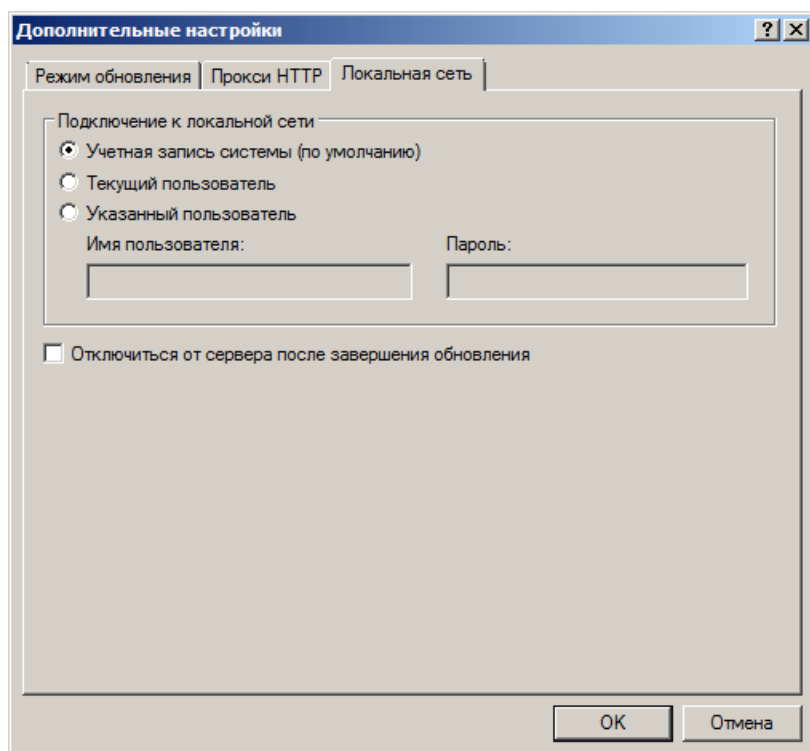 Дополнительные настройки
Режим обновления Прокси HTTP Локальная сеть
Подключение к локальной сети
Учетная запись системы (по умолчанию)
Текущий пользователь
Указанный пользователь
Имя пользователя: Пароль:
Отключиться от сервера после завершения обновления
OK Отмена